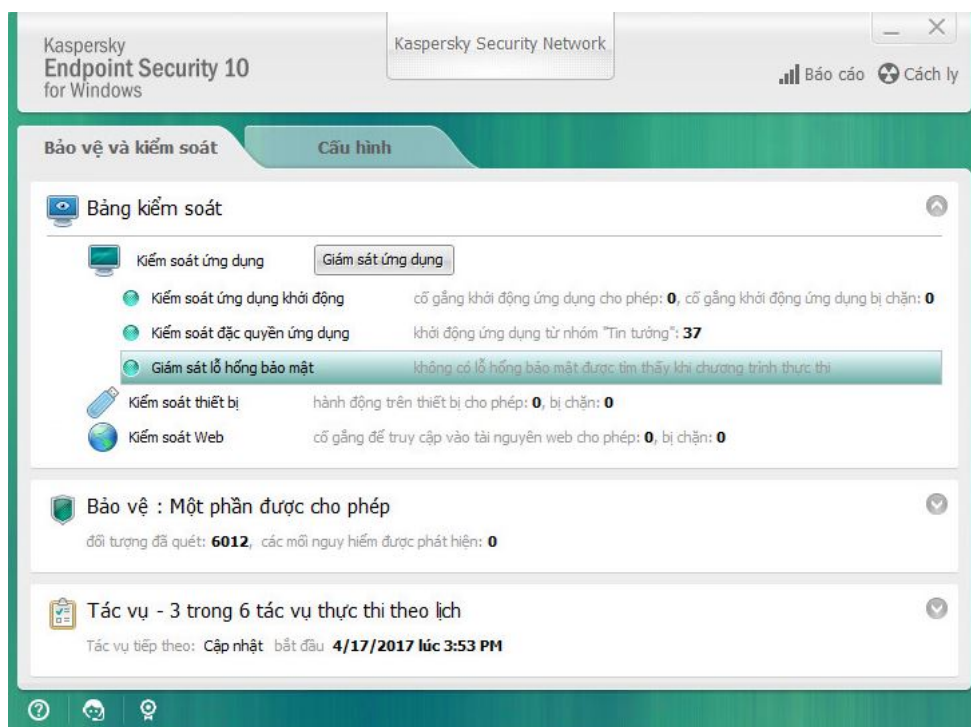 Kaspersky
Endpoint Security 10
for Windows
Kaspersky Security Network
Báo cáo
Cách ly
Bảo vệ và kiểm soát
Cấu hình
Bảng kiểm soát
Kiểm soát ứng dụng
Giám sát ứng dụng
Kiểm soát ứng dụng khởi động cố gắng khởi động ứng dụng cho phép: 0, cố gắng khởi động ứng dụng bị chặn: 0
Kiểm soát đặc quyền ứng dụng khởi động ứng dụng từ nhóm "Tin tưởng": 37
Giám sát lỗ hổng bảo mật không có lỗ hổng bảo mật được tìm thấy khi chương trình thực thi
Kiểm soát thiết bị hành động trên thiết bị cho phép: 0, bị chặn: 0
Kiểm soát Web cố gắng để truy cập vào tài nguyên web cho phép: 0, bị chặn: 0
Bảo vệ : Một phần được cho phép
đối tượng đã quét: 6012, các mối nguy hiểm được phát hiện: 0
Tác vụ - 3 trong 6 tác vụ thực thi theo lịch
Tác vụ tiếp theo: Cập nhật bắt đầu 4/17/2017 lúc 3:53 PM